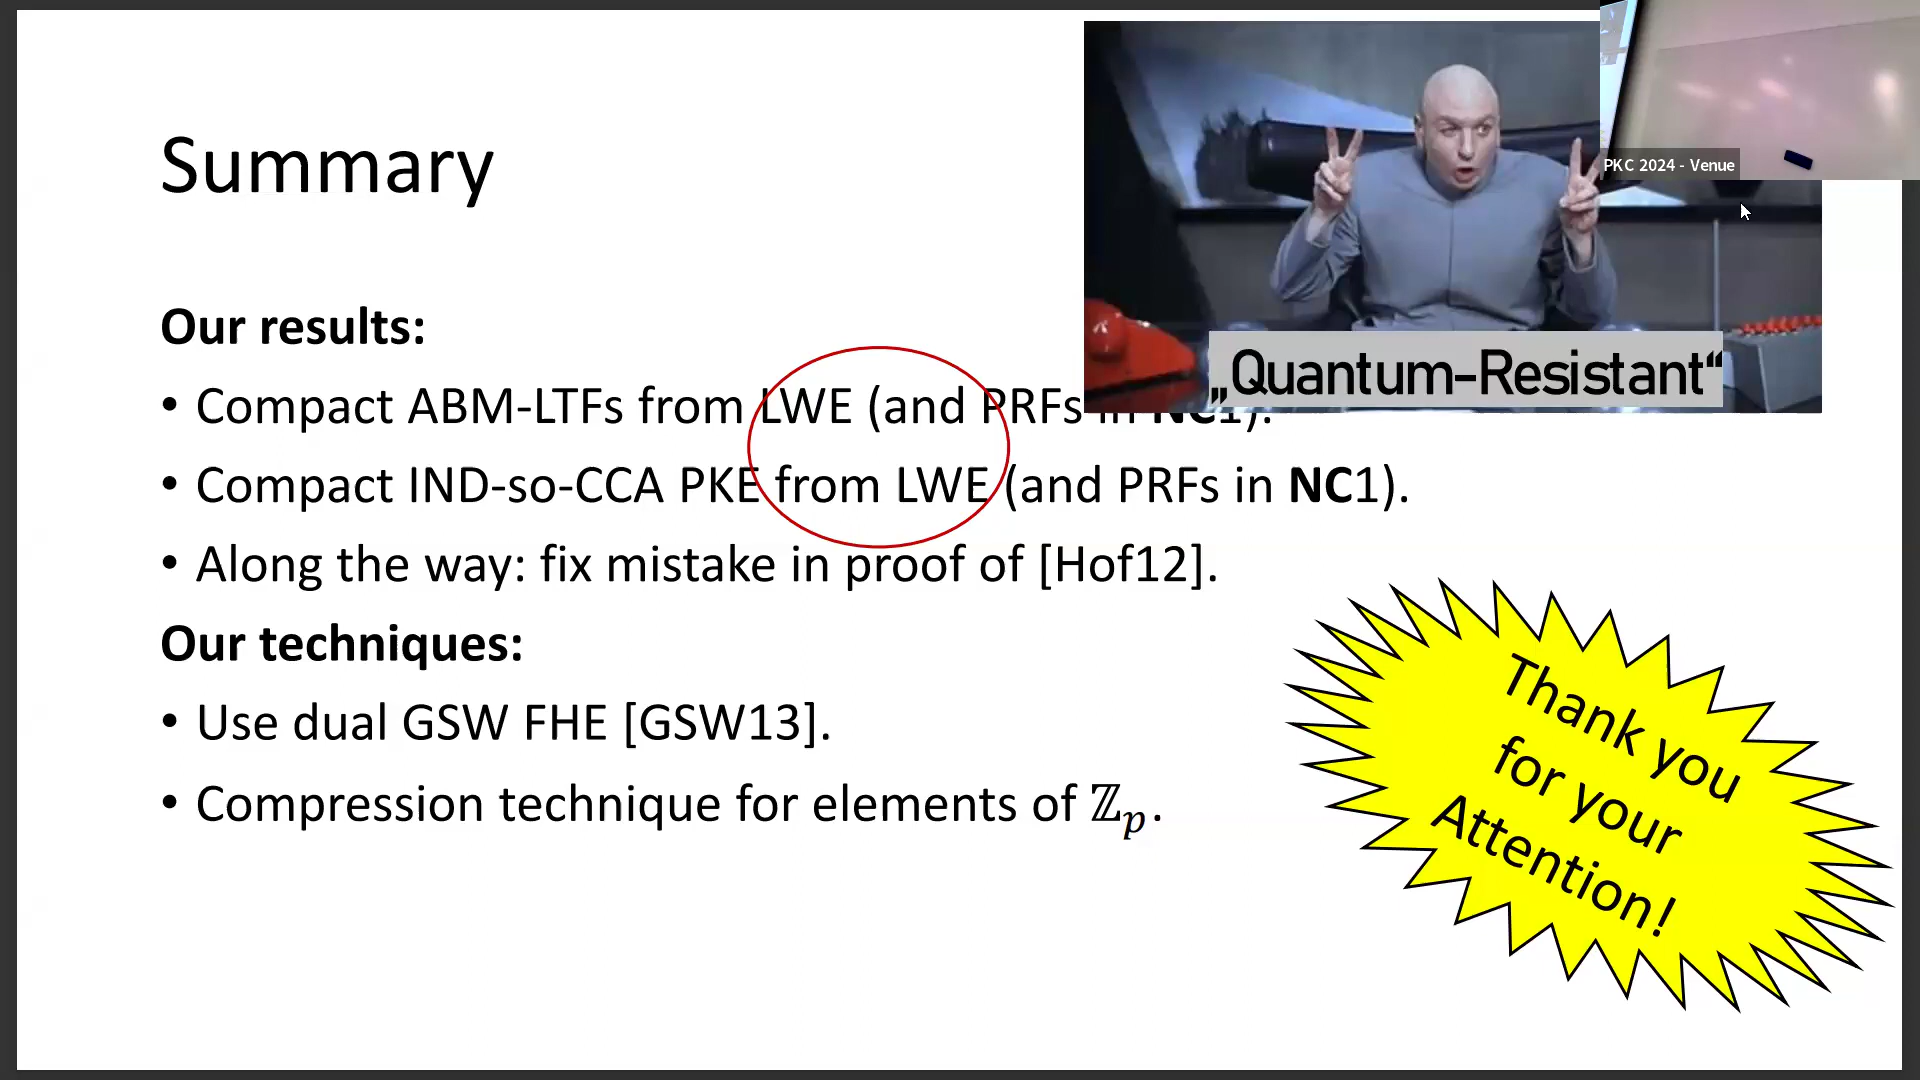 Summary
PKC 2024 - Venue
„Quantum-Resistant“
Our results:
• Compact ABM-LTFs from LWE (and PRFs in NC1).
• Compact IND-so-CCA PKE from LWE (and PRFs in NC1).
• Along the way: fix mistake in proof of [Hof12].
Our techniques:
• Use dual GSW FHE [GSW13].
• Compression technique for elements of ℤₚ.
Thank you
for your
Attention!